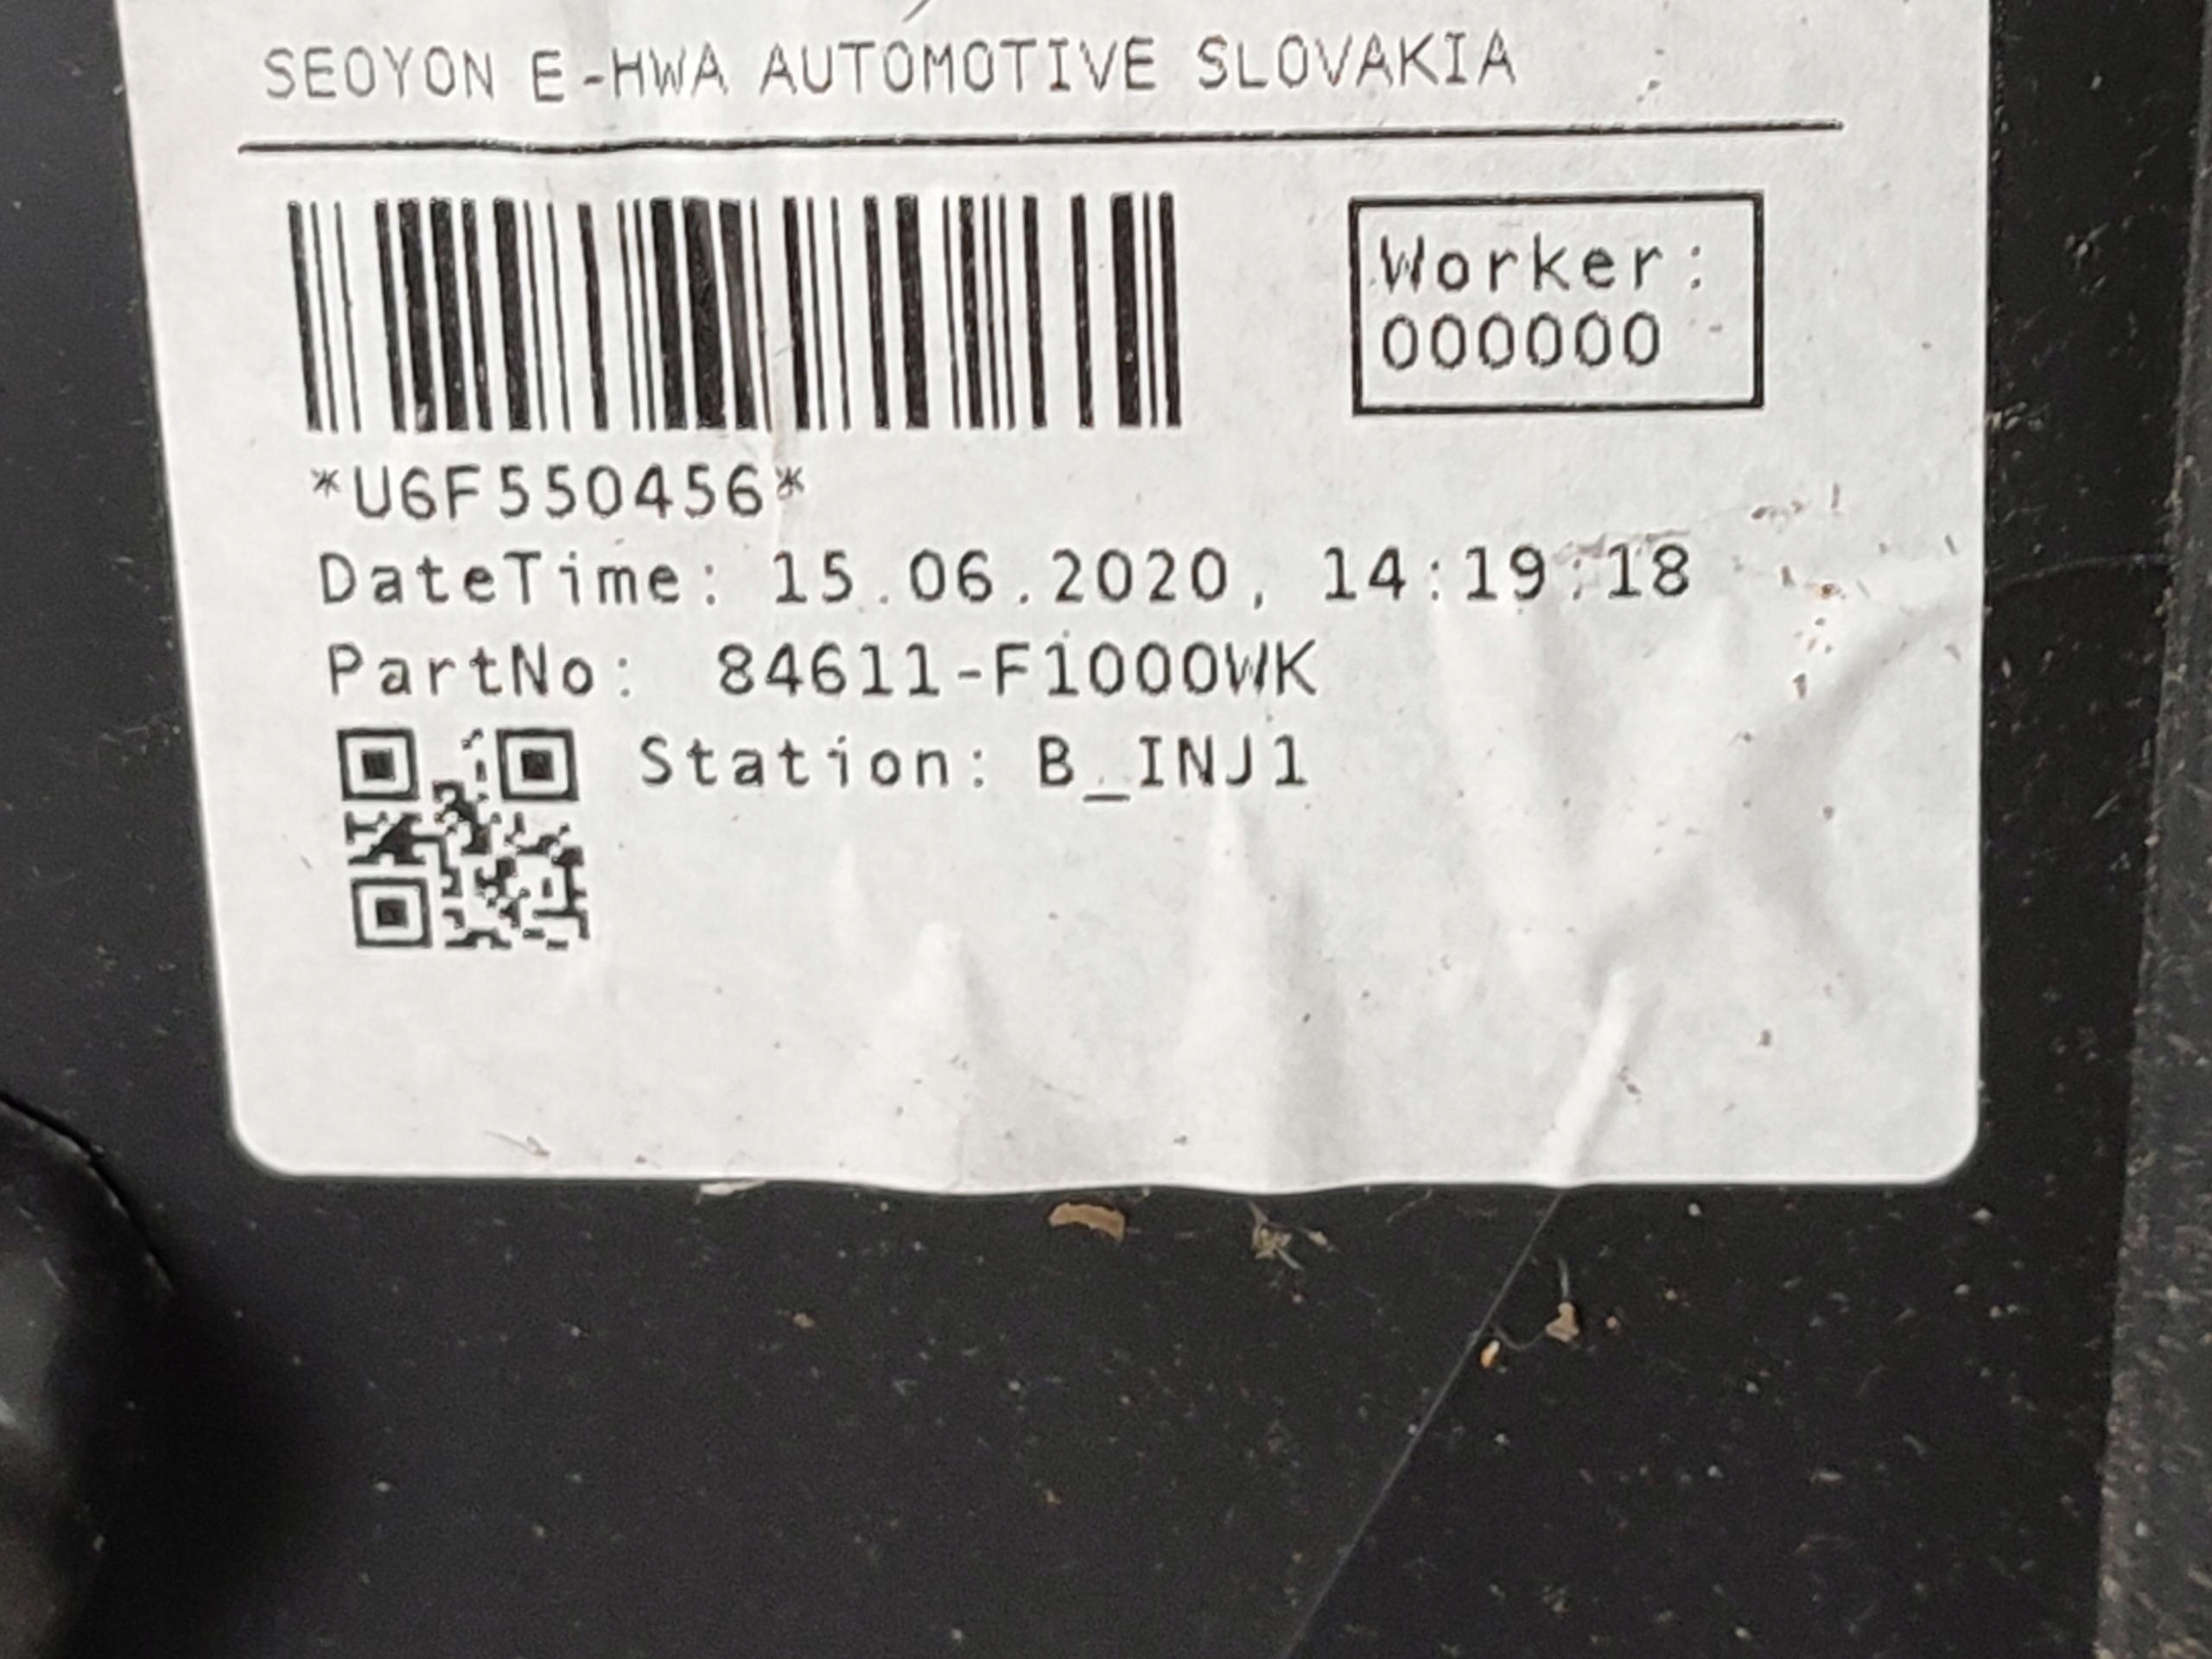 SEOYON E-HWA AUTOMOTIVE SLOVAKIA
Worker:
000000
*U6F550456*
DateTime: 15.06.2020, 14:19:18
PartNo: 84611-F1000WK
Station: B_INJ1